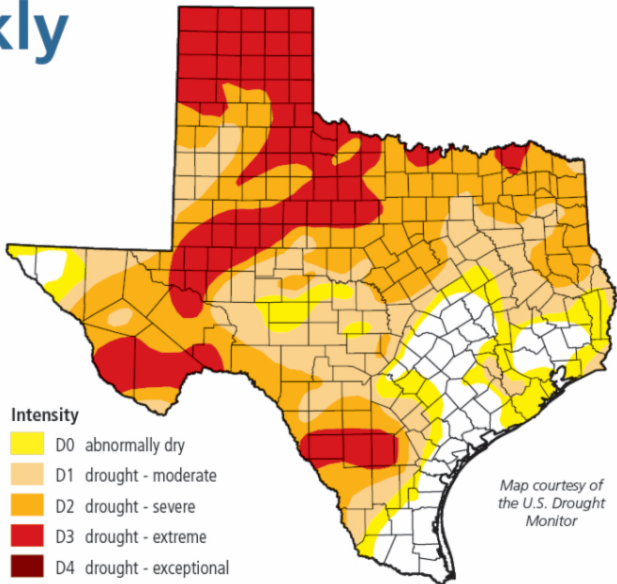 kly
Intensity
D0 abnormally dry
D1 drought - moderate
D2 drought - severe
D3 drought - extreme
D4 drought - exceptional
Map courtesy of
the U.S. Drought
Monitor